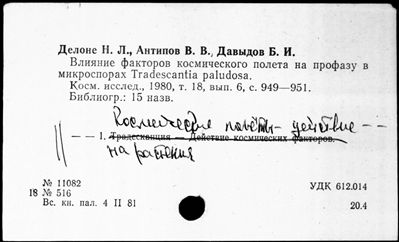 Делоне Н. Л., Антипов В. В., Давыдов Б. И.
Влияние факторов космического полета на профазу в
микроспорах Tradescantia paludosa.
Косм. исслед., 1980, т. 18, вып. 6, с. 949—951.
Библиогр.: 15 назв.
Космические полёты - действие --
— — 1. Традесканция — Действие космических факторов.
на растения
№ 11082
18 № 516
УДК 612.014
Вс. кн. пал. 4 II 81
20.4